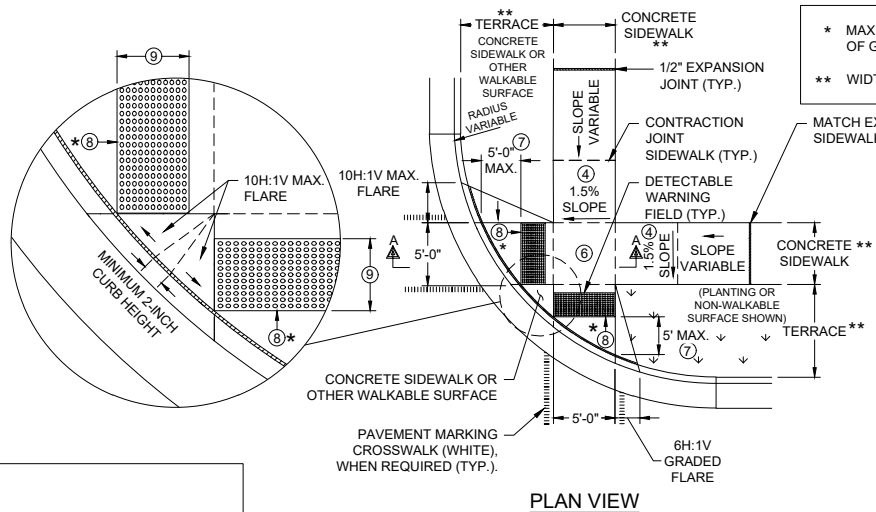 9
*8
10H:1V MAX.
FLARE
MINIMUM 2-INCH
CURB HEIGHT
9
8*
**
TERRACE
CONCRETE
SIDEWALK OR
OTHER
WALKABLE
SURFACE
RADIUS
VARIABLE
CONCRETE
SIDEWALK
**
1/2" EXPANSION
JOINT (TYP.)
SLOPE
VARIABLE
CONTRACTION
JOINT
SIDEWALK (TYP.)
5'-0"
MAX.
7
4
1.5%
SLOPE
DETECTABLE
WARNING
FIELD (TYP.)
10H:1V MAX.
FLARE
5'-0"
A
8
*
6
A
4
1.5%
SLOPE
SLOPE
VARIABLE
CONCRETE **
SIDEWALK
(PLANTING OR
NON-WALKABLE
SURFACE SHOWN)
TERRACE **
* 8
5' MAX.
7
CONCRETE SIDEWALK OR
OTHER WALKABLE SURFACE
PAVEMENT MARKING
CROSSWALK (WHITE),
WHEN REQUIRED (TYP.).
5'-0"
6H:1V
GRADED
FLARE
PLAN VIEW
* MAX
OF G
** WIDT
MATCH EX
SIDEWALK